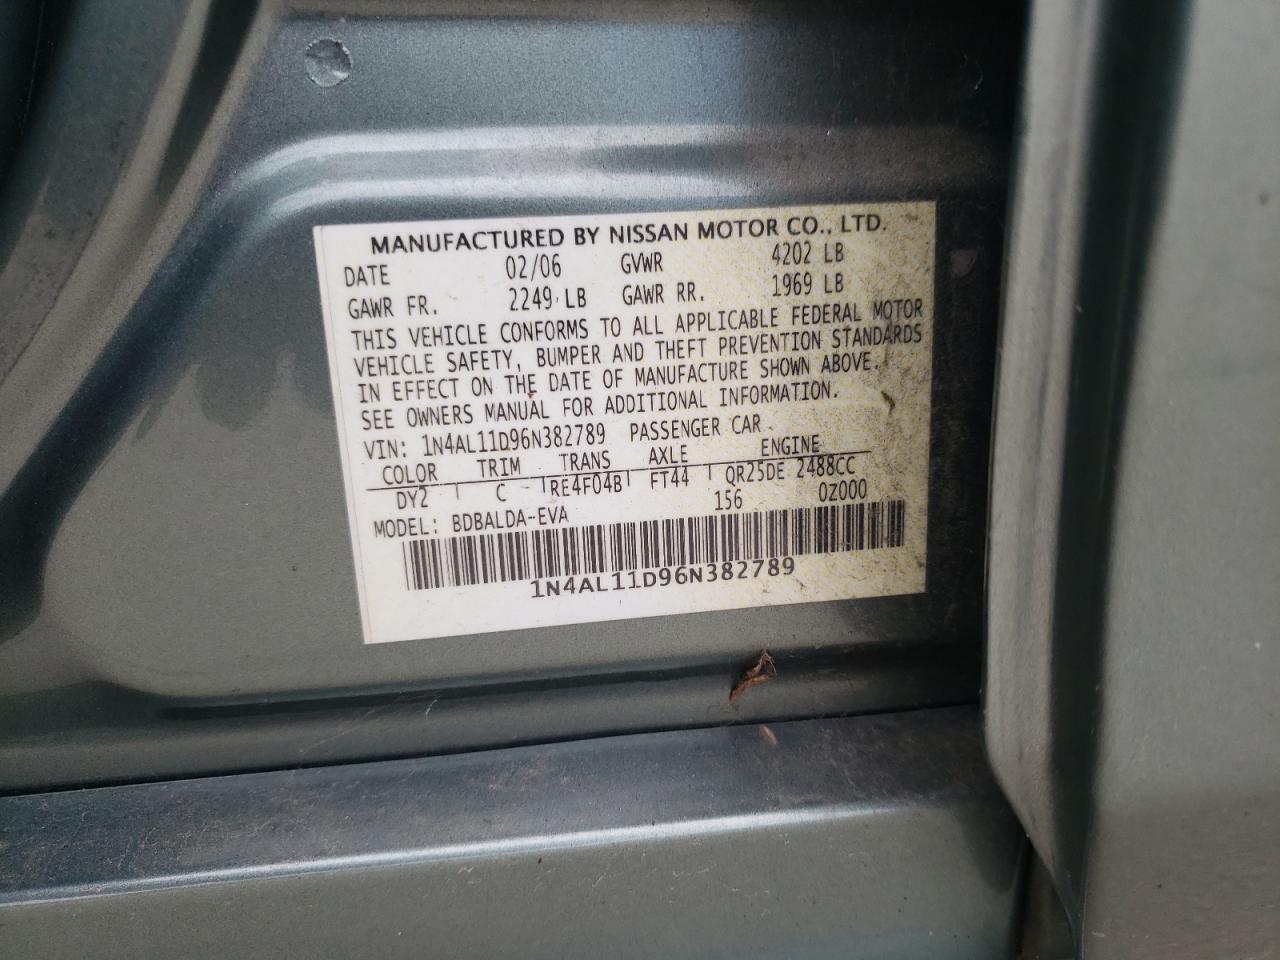 MANUFACTURED BY NISSAN MOTOR CO., LTD.
DATE 02/06 GVWR 4202 LB
GAWR FR. 2249 LB GAWR RR. 1969 LB
THIS VEHICLE CONFORMS TO ALL APPLICABLE FEDERAL MOTOR
VEHICLE SAFETY, BUMPER AND THEFT PREVENTION STANDARDS
IN EFFECT ON THE DATE OF MANUFACTURE SHOWN ABOVE.
SEE OWNERS MANUAL FOR ADDITIONAL INFORMATION.
VIN: 1N4AL11D96N382789 PASSENGER CAR
COLOR TRIM TRANS AXLE ENGINE
DY2 C RE4F04B FT44 QR25DE 2488CC
MODEL: BDBALDA-EVA 156 0Z000
1N4AL11D96N382789